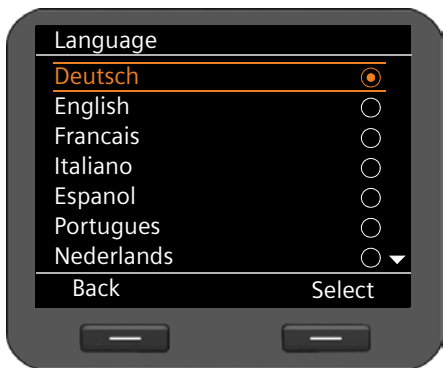 Language
Deutsch
English
Francais
Italiano
Espanol
Portugues
Nederlands
Back Select